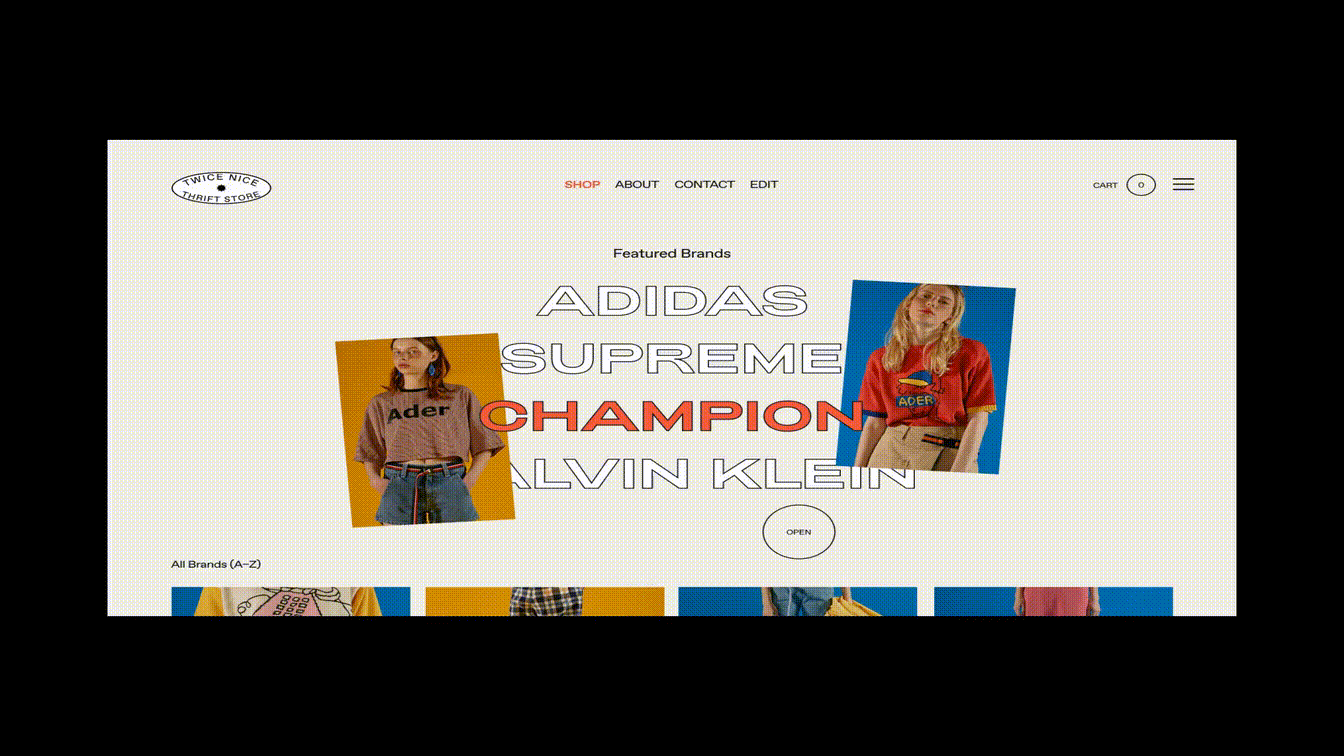 TWICE NICE
THRIFT STORE
SHOP ABOUT CONTACT EDIT
CART 0
Featured Brands
ADIDAS
SUPREME
CHAMPION
ALVIN KLEIN
Ader
ADER
OPEN
All Brands (A–Z)